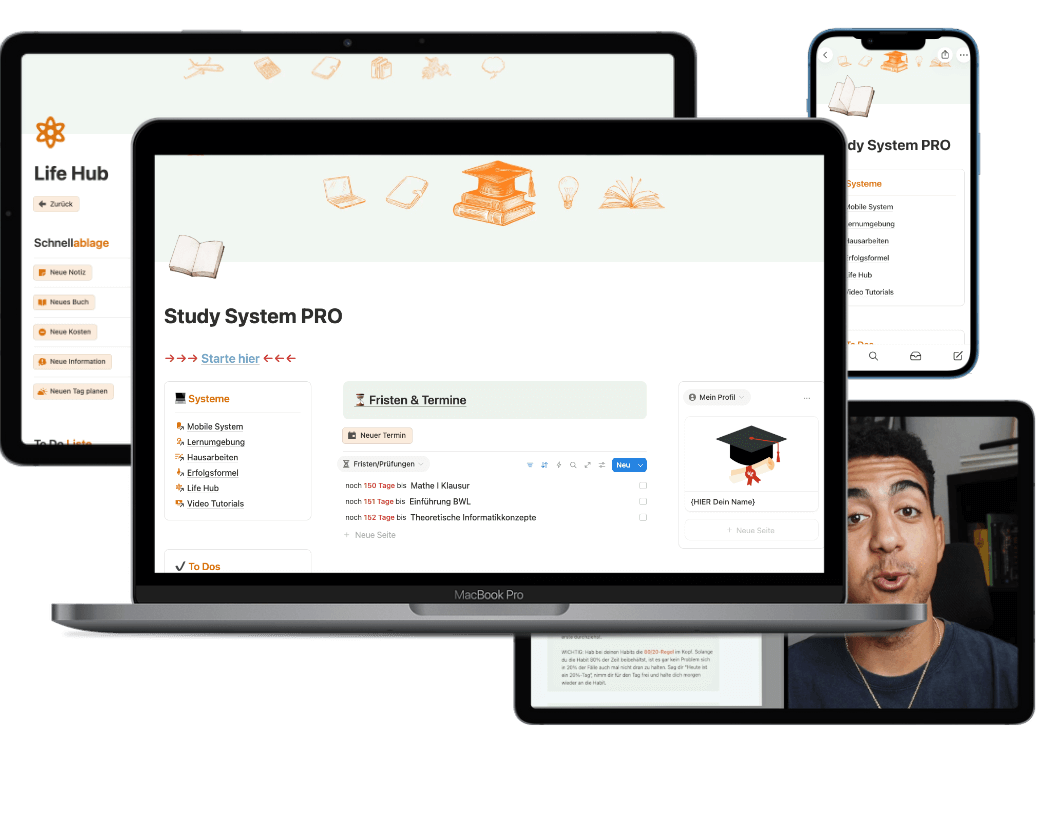 Life Hub
Zurück
Schnellablage
Neue Notiz
Neues Buch
Neue Kosten
Neue Information
Neuen Tag planen
To Do Liste
Study System PRO
→→→ Starte hier ←←←
Systeme
Mobile System
Lernumgebung
Hausarbeiten
Erfolgsformel
Life Hub
Video Tutorials
To Dos
Fristen & Termine
Neuer Termin
Fristen/Prüfungen
Neu
noch 150 Tage bis Mathe I Klausur
noch 151 Tage bis Einführung BWL
noch 152 Tage bis Theoretische Informatikkonzepte
+ Neue Seite
Mein Profil
...
{HIER Dein Name}
+ Neue Seite
MacBook Pro
dy System PRO
Systeme
Mobile System
ernumgebung
Hausarbeiten
Erfolgsformel
ife Hub
Video Tutorials
To Dos
WICHTIG: Hab bei deinen Habits die 80/20-Regel im Kopf. Solange
du die Habit 80% der Zeit beibehältst, ist es gar kein Problem sich
in 20% der Fälle auch mal nicht dran zu halten. Sag dir "Heute ist
ein 20%-Tag", nimm dir für den Tag frei und halte dich morgen
wieder an die Habit.